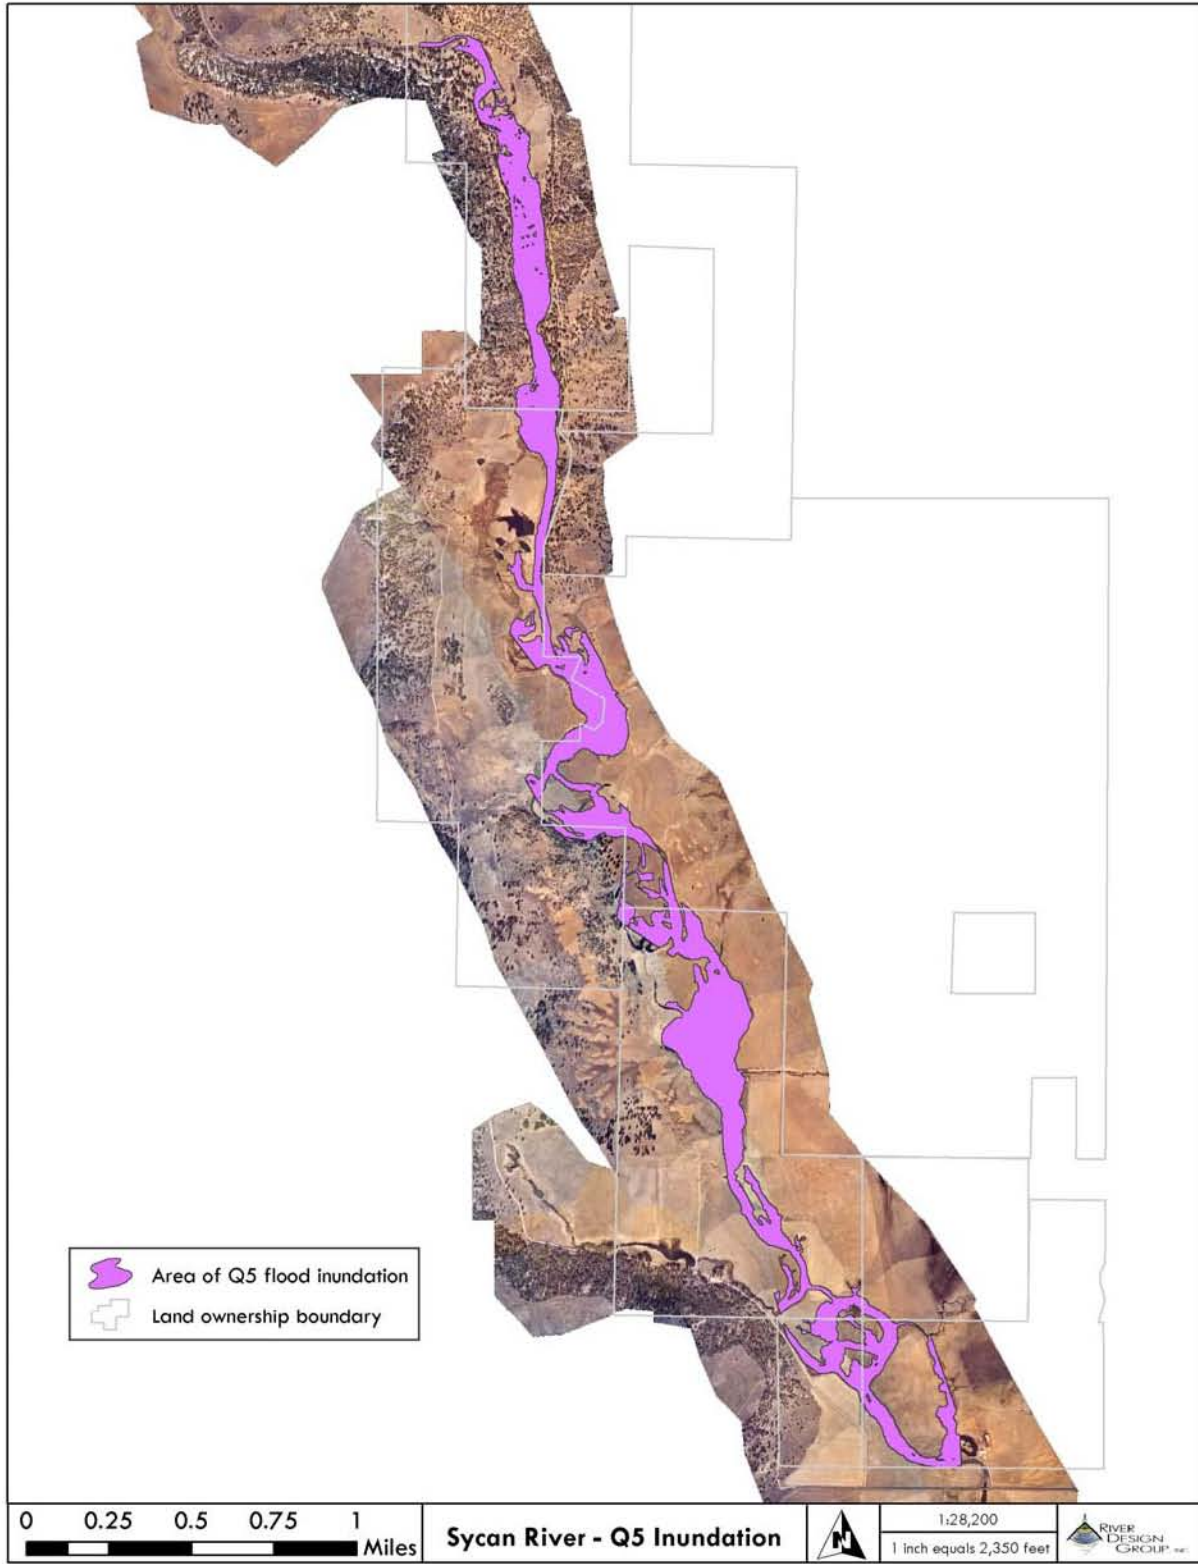 Area of Q5 flood inundation
Land ownership boundary
0 0.25 0.5 0.75 1
Miles
Sycan River - Q5 Inundation
N
1:28,200
1 inch equals 2,350 feet
RIVER
DESIGN
GROUP, INC.